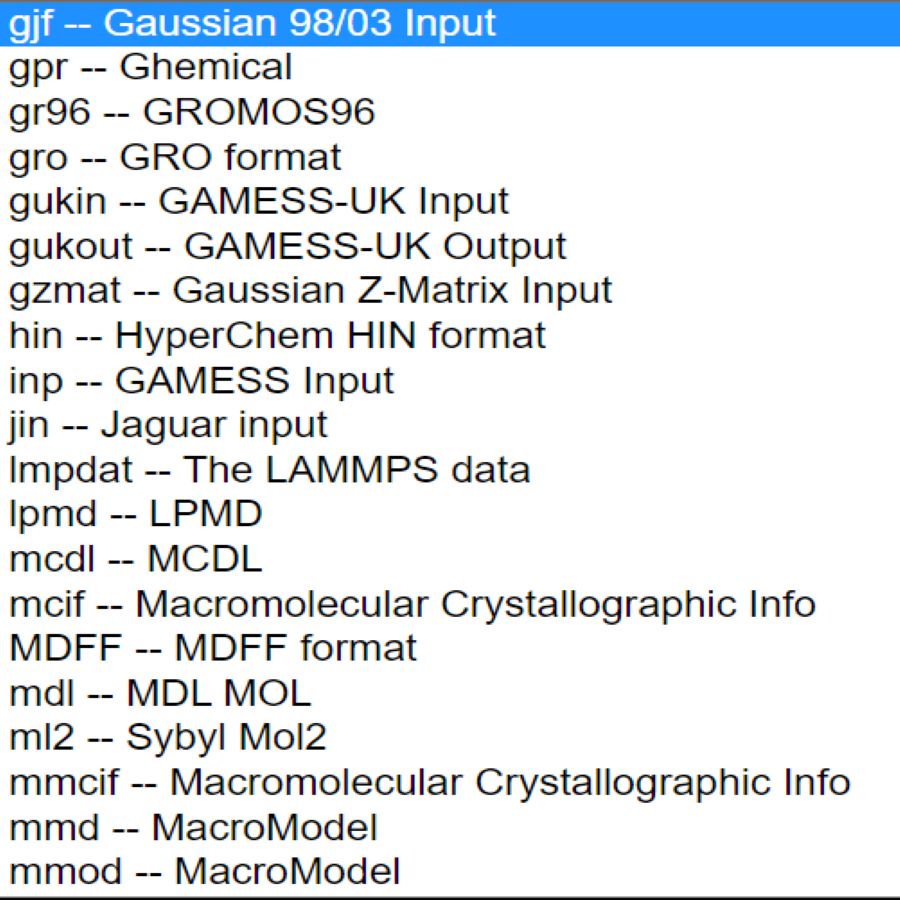 gjf -- Gaussian 98/03 Input
gpr -- Ghemical
gr96 -- GROMOS96
gro -- GRO format
gukin -- GAMESS-UK Input
gukout -- GAMESS-UK Output
gzmat -- Gaussian Z-Matrix Input
hin -- HyperChem HIN format
inp -- GAMESS Input
jin -- Jaguar input
lmpdat -- The LAMMPS data
lpmd -- LPMD
mcdl -- MCDL
mcif -- Macromolecular Crystallographic Info
MDFF -- MDFF format
mdl -- MDL MOL
ml2 -- Sybyl Mol2
mmcif -- Macromolecular Crystallographic Info
mmd -- MacroModel
mmod -- MacroModel